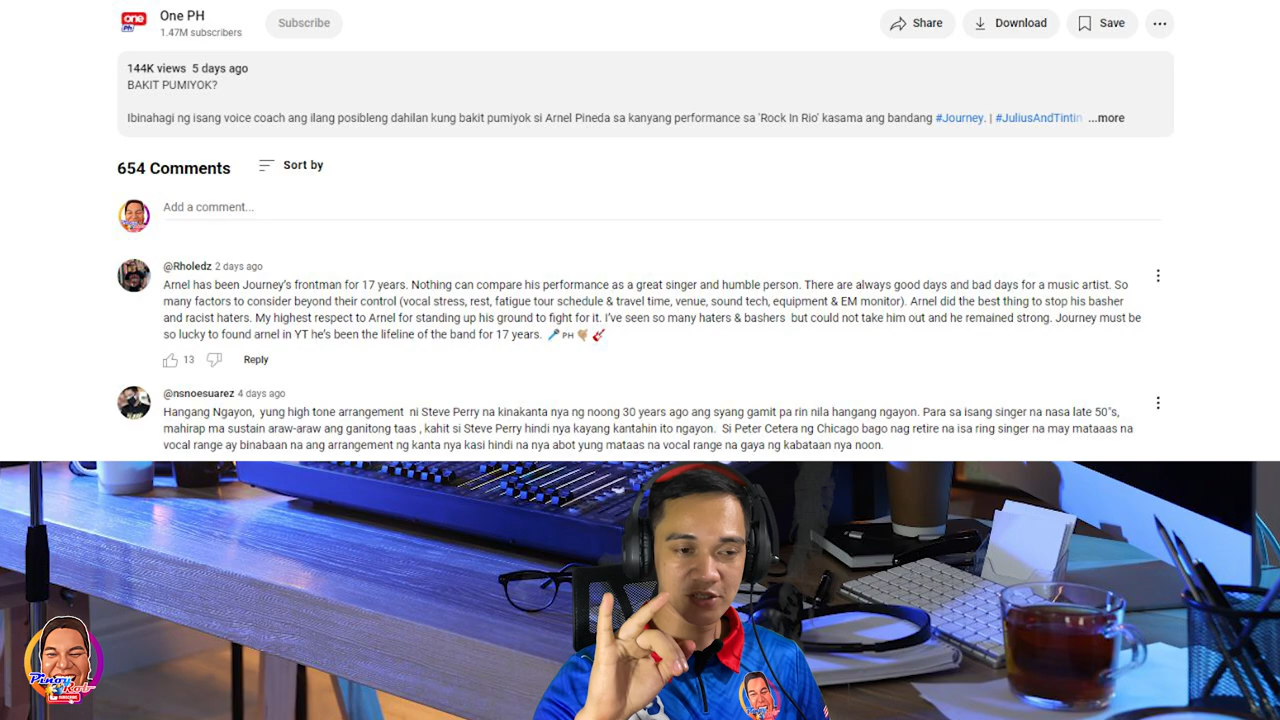 one
PH
One PH
1.47M subscribers
Subscribe
Share
Download
Save
144K views 5 days ago
BAKIT PUMIYOK?
Ibinahagi ng isang voice coach ang ilang posibleng dahilan kung bakit pumiyok si Arnel Pineda sa kanyang performance sa 'Rock In Rio' kasama ang bandang #Journey. | #JuliusAndTintin ...more
654 Comments
Sort by
Add a comment...
@Rholedz 2 days ago
Arnel has been Journey's frontman for 17 years. Nothing can compare his performance as a great singer and humble person. There are always good days and bad days for a music artist. So
many factors to consider beyond their control (vocal stress, rest, fatigue tour schedule & travel time, venue, sound tech, equipment & EM monitor). Arnel did the best thing to stop his basher
and racist haters. My highest respect to Arnel for standing up his ground to fight for it. I've seen so many haters & bashers but could not take him out and he remained strong. Journey must be
so lucky to found arnel in YT he's been the lifeline of the band for 17 years. 🎤 PH 🫶🏼 🎸
13
Reply
@nsnoesuarez 4 days ago
Hangang Ngayon, yung high tone arrangement ni Steve Perry na kinakanta nya ng noong 30 years ago ang syang gamit pa rin nila hangang ngayon. Para sa isang singer na nasa late 50"s,
mahirap ma sustain araw-araw ang ganitong taas , kahit si Steve Perry hindi nya kayang kantahin ito ngayon. Si Peter Cetera ng Chicago bago nag retire na isa ring singer na may mataaas na
vocal range ay binabaan na ang arrangement ng kanta nya kasi hindi na nya abot yung mataas na vocal range na gaya ng kabataan nya noon.
Pinoy